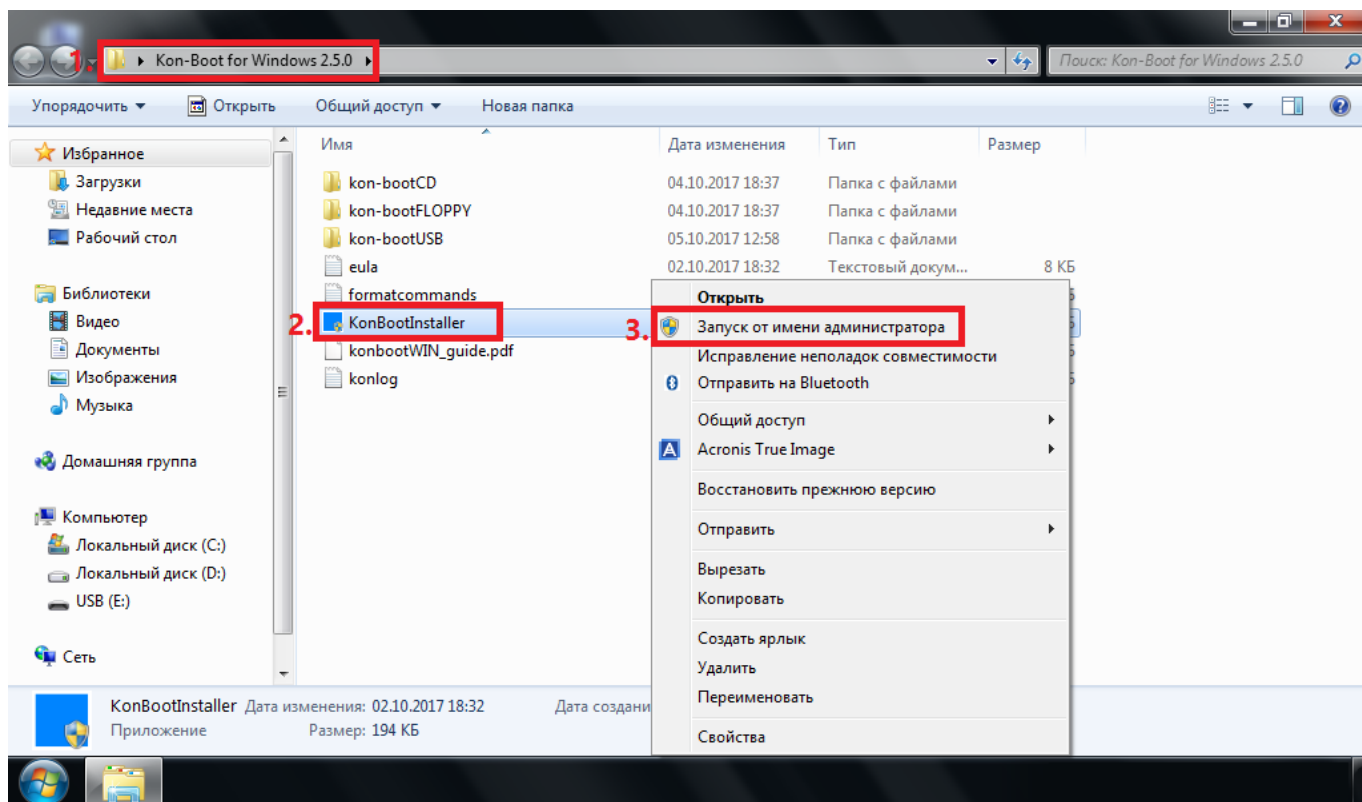 1.
Kon-Boot for Windows 2.5.0
Поиск: Kon-Boot for Windows 2.5.0
Упорядочить Открыть Общий доступ Новая папка
Имя Дата изменения Тип Размер
Избранное
Загрузки
Недавние места
Рабочий стол
Библиотеки
Видео
Документы
Изображения
Музыка
Домашняя группа
Компьютер
Локальный диск (C:)
Локальный диск (D:)
USB (E:)
Сеть
kon-bootCD 04.10.2017 18:37 Папка с файлами
kon-bootFLOPPY 04.10.2017 18:37 Папка с файлами
kon-bootUSB 05.10.2017 12:58 Папка с файлами
eula 02.10.2017 18:32 Текстовый докум... 8 КБ
formatcommands
2. KonBootInstaller
konbootWIN_guide.pdf
konlog
Открыть
3. Запуск от имени администратора
Исправление неполадок совместимости
Отправить на Bluetooth
Общий доступ
Acronis True Image
Восстановить прежнюю версию
Отправить
Вырезать
Копировать
Создать ярлык
Удалить
Переименовать
Свойства
KonBootInstaller Дата изменения: 02.10.2017 18:32 Дата создани
Приложение Размер: 194 КБ